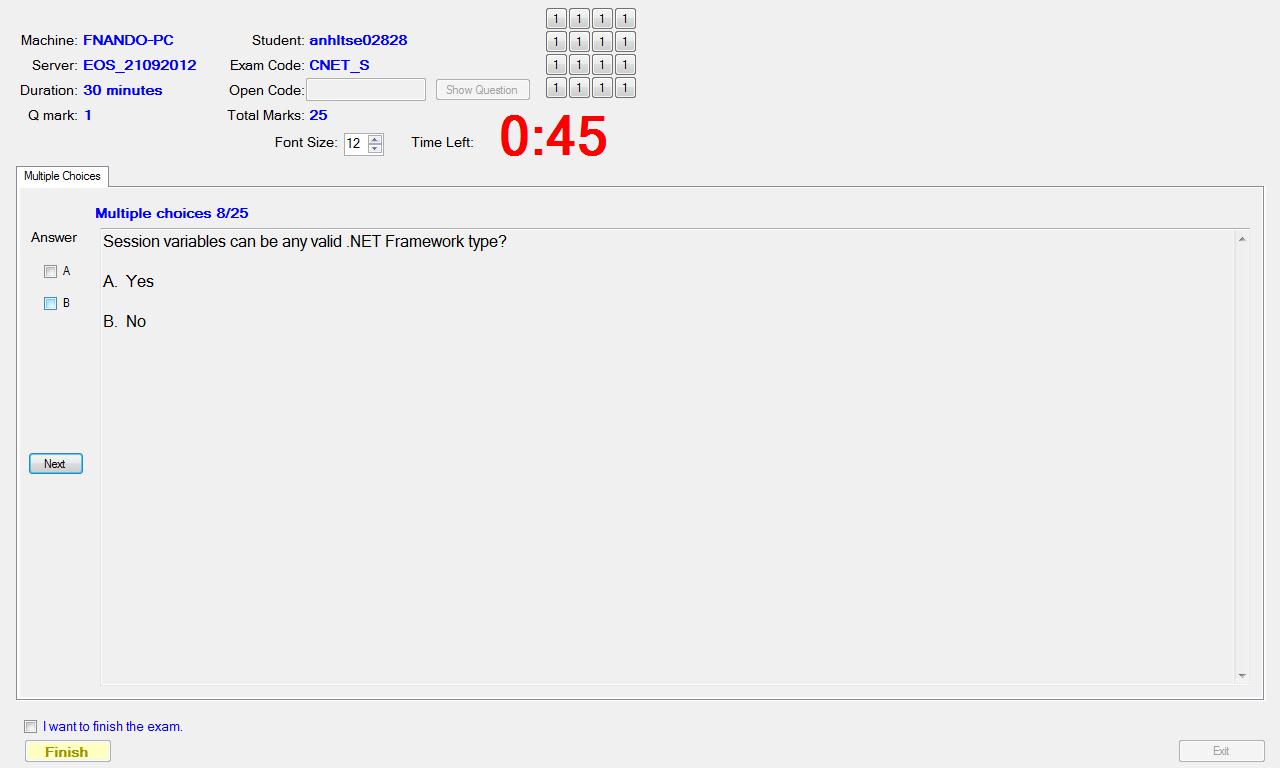 Machine: FNANDO-PC Student: anhltse02828
Server: EOS_21092012 Exam Code: CNET_S
Duration: 30 minutes Open Code: Show Question
Q mark: 1 Total Marks: 25
1 1 1 1
1 1 1 1
1 1 1 1
1 1 1 1
Font Size: 12 Time Left: 0:45
Multiple Choices
Multiple choices 8/25
Answer
A
B
Session variables can be any valid .NET Framework type?
A. Yes
B. No
Next
I want to finish the exam.
Finish
Exit